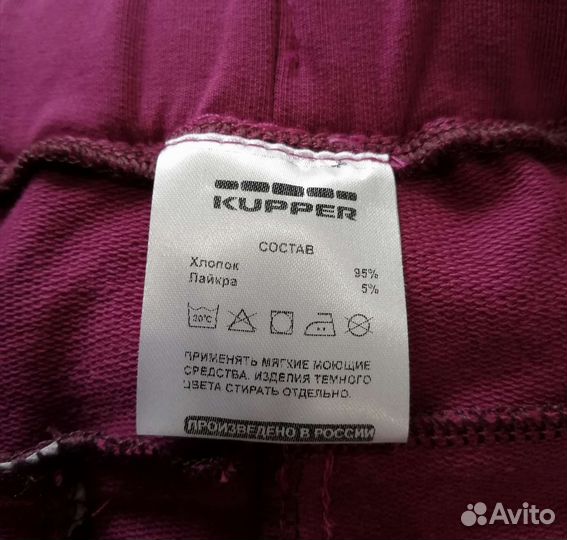 KUPPER
СОСТАВ
Хлопок 95%
Лайкра 5%
30°C
ПРИМЕНЯТЬ МЯГКИЕ МОЮЩИЕ
СРЕДСТВА. ИЗДЕЛИЯ ТЕМНОГО
ЦВЕТА СТИРАТЬ ОТДЕЛЬНО.
ПРОИЗВЕДЕНО В РОССИИ
Avito